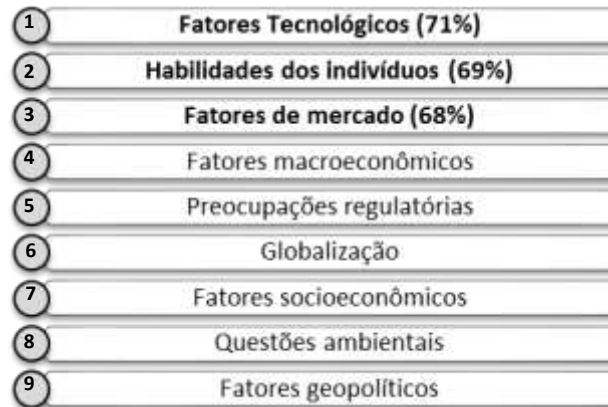 1 Fatores Tecnológicos (71%)
2 Habilidades dos indivíduos (69%)
3 Fatores de mercado (68%)
4 Fatores macroeconômicos
5 Preocupações regulatórias
6 Globalização
7 Fatores socioeconômicos
8 Questões ambientais
9 Fatores geopolíticos